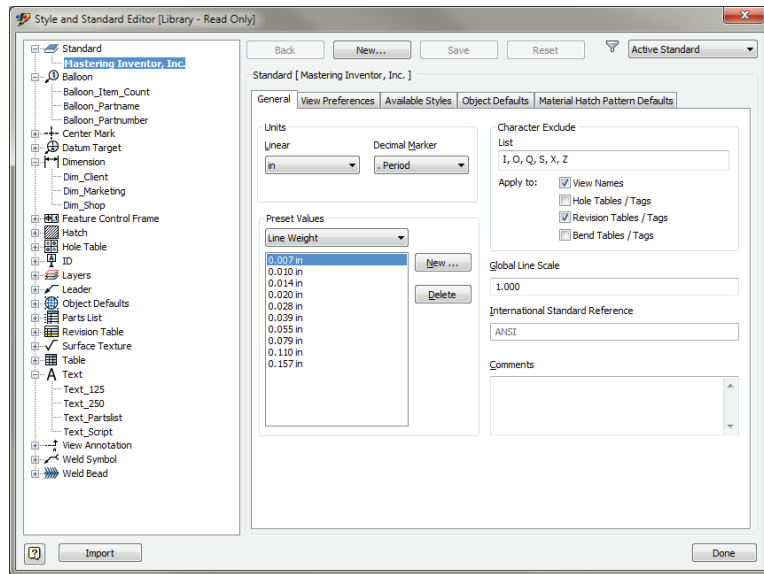 Style and Standard Editor [Library - Read Only]
Standard
Mastering Inventor, Inc.
Balloon
Balloon_Item_Count
Balloon_Partname
Balloon_Partnumber
Center Mark
Datum Target
Dimension
Dim_Client
Dim_Marketing
Dim_Shop
Feature Control Frame
Hatch
Hole Table
ID
Layers
Leader
Object Defaults
Parts List
Revision Table
Surface Texture
Table
Text
Text_125
Text_250
Text_Partslist
Text_Script
View Annotation
Weld Symbol
Weld Bead
Back New... Save Reset Active Standard
Standard [ Mastering Inventor, Inc. ]
General View Preferences Available Styles Object Defaults Material Hatch Pattern Defaults
Units
Linear Decimal Marker
in . Period
Preset Values
Line Weight
0.007 in
0.010 in
0.014 in
0.020 in
0.028 in
0.039 in
0.055 in
0.079 in
0.110 in
0.157 in
New ...
Delete
Character Exclude
List
I, O, Q, S, X, Z
Apply to: View Names
Hole Tables / Tags
Revision Tables / Tags
Bend Tables / Tags
Global Line Scale
1.000
International Standard Reference
ANSI
Comments
Import Done